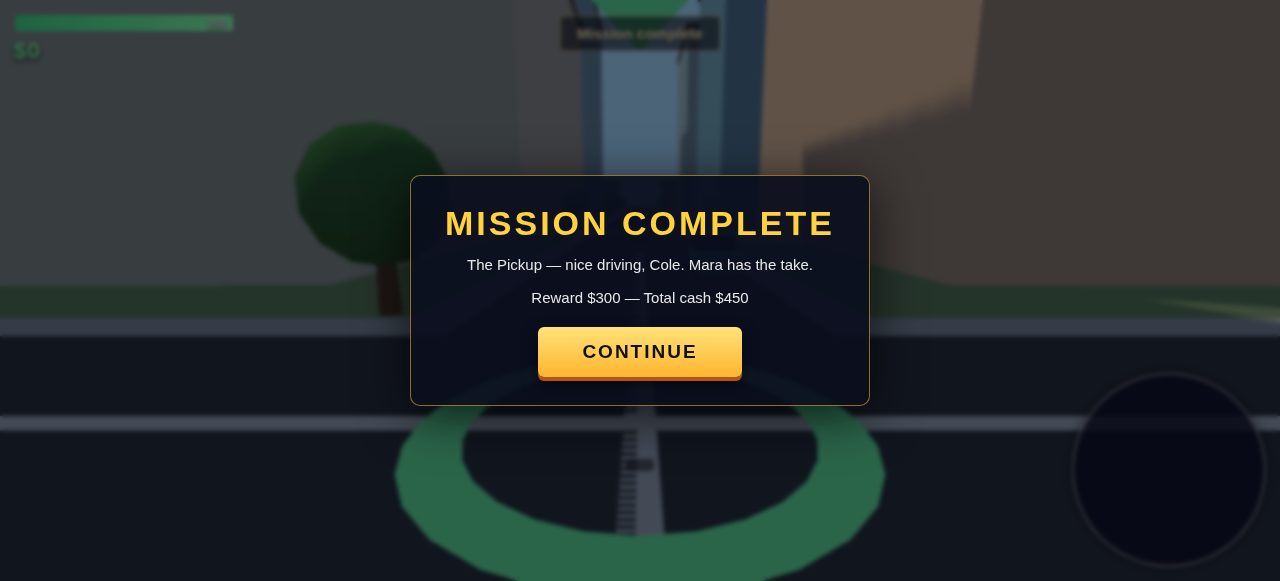 $0
Mission complete
MISSION COMPLETE
The Pickup — nice driving, Cole. Mara has the take.
Reward $300 — Total cash $450
CONTINUE